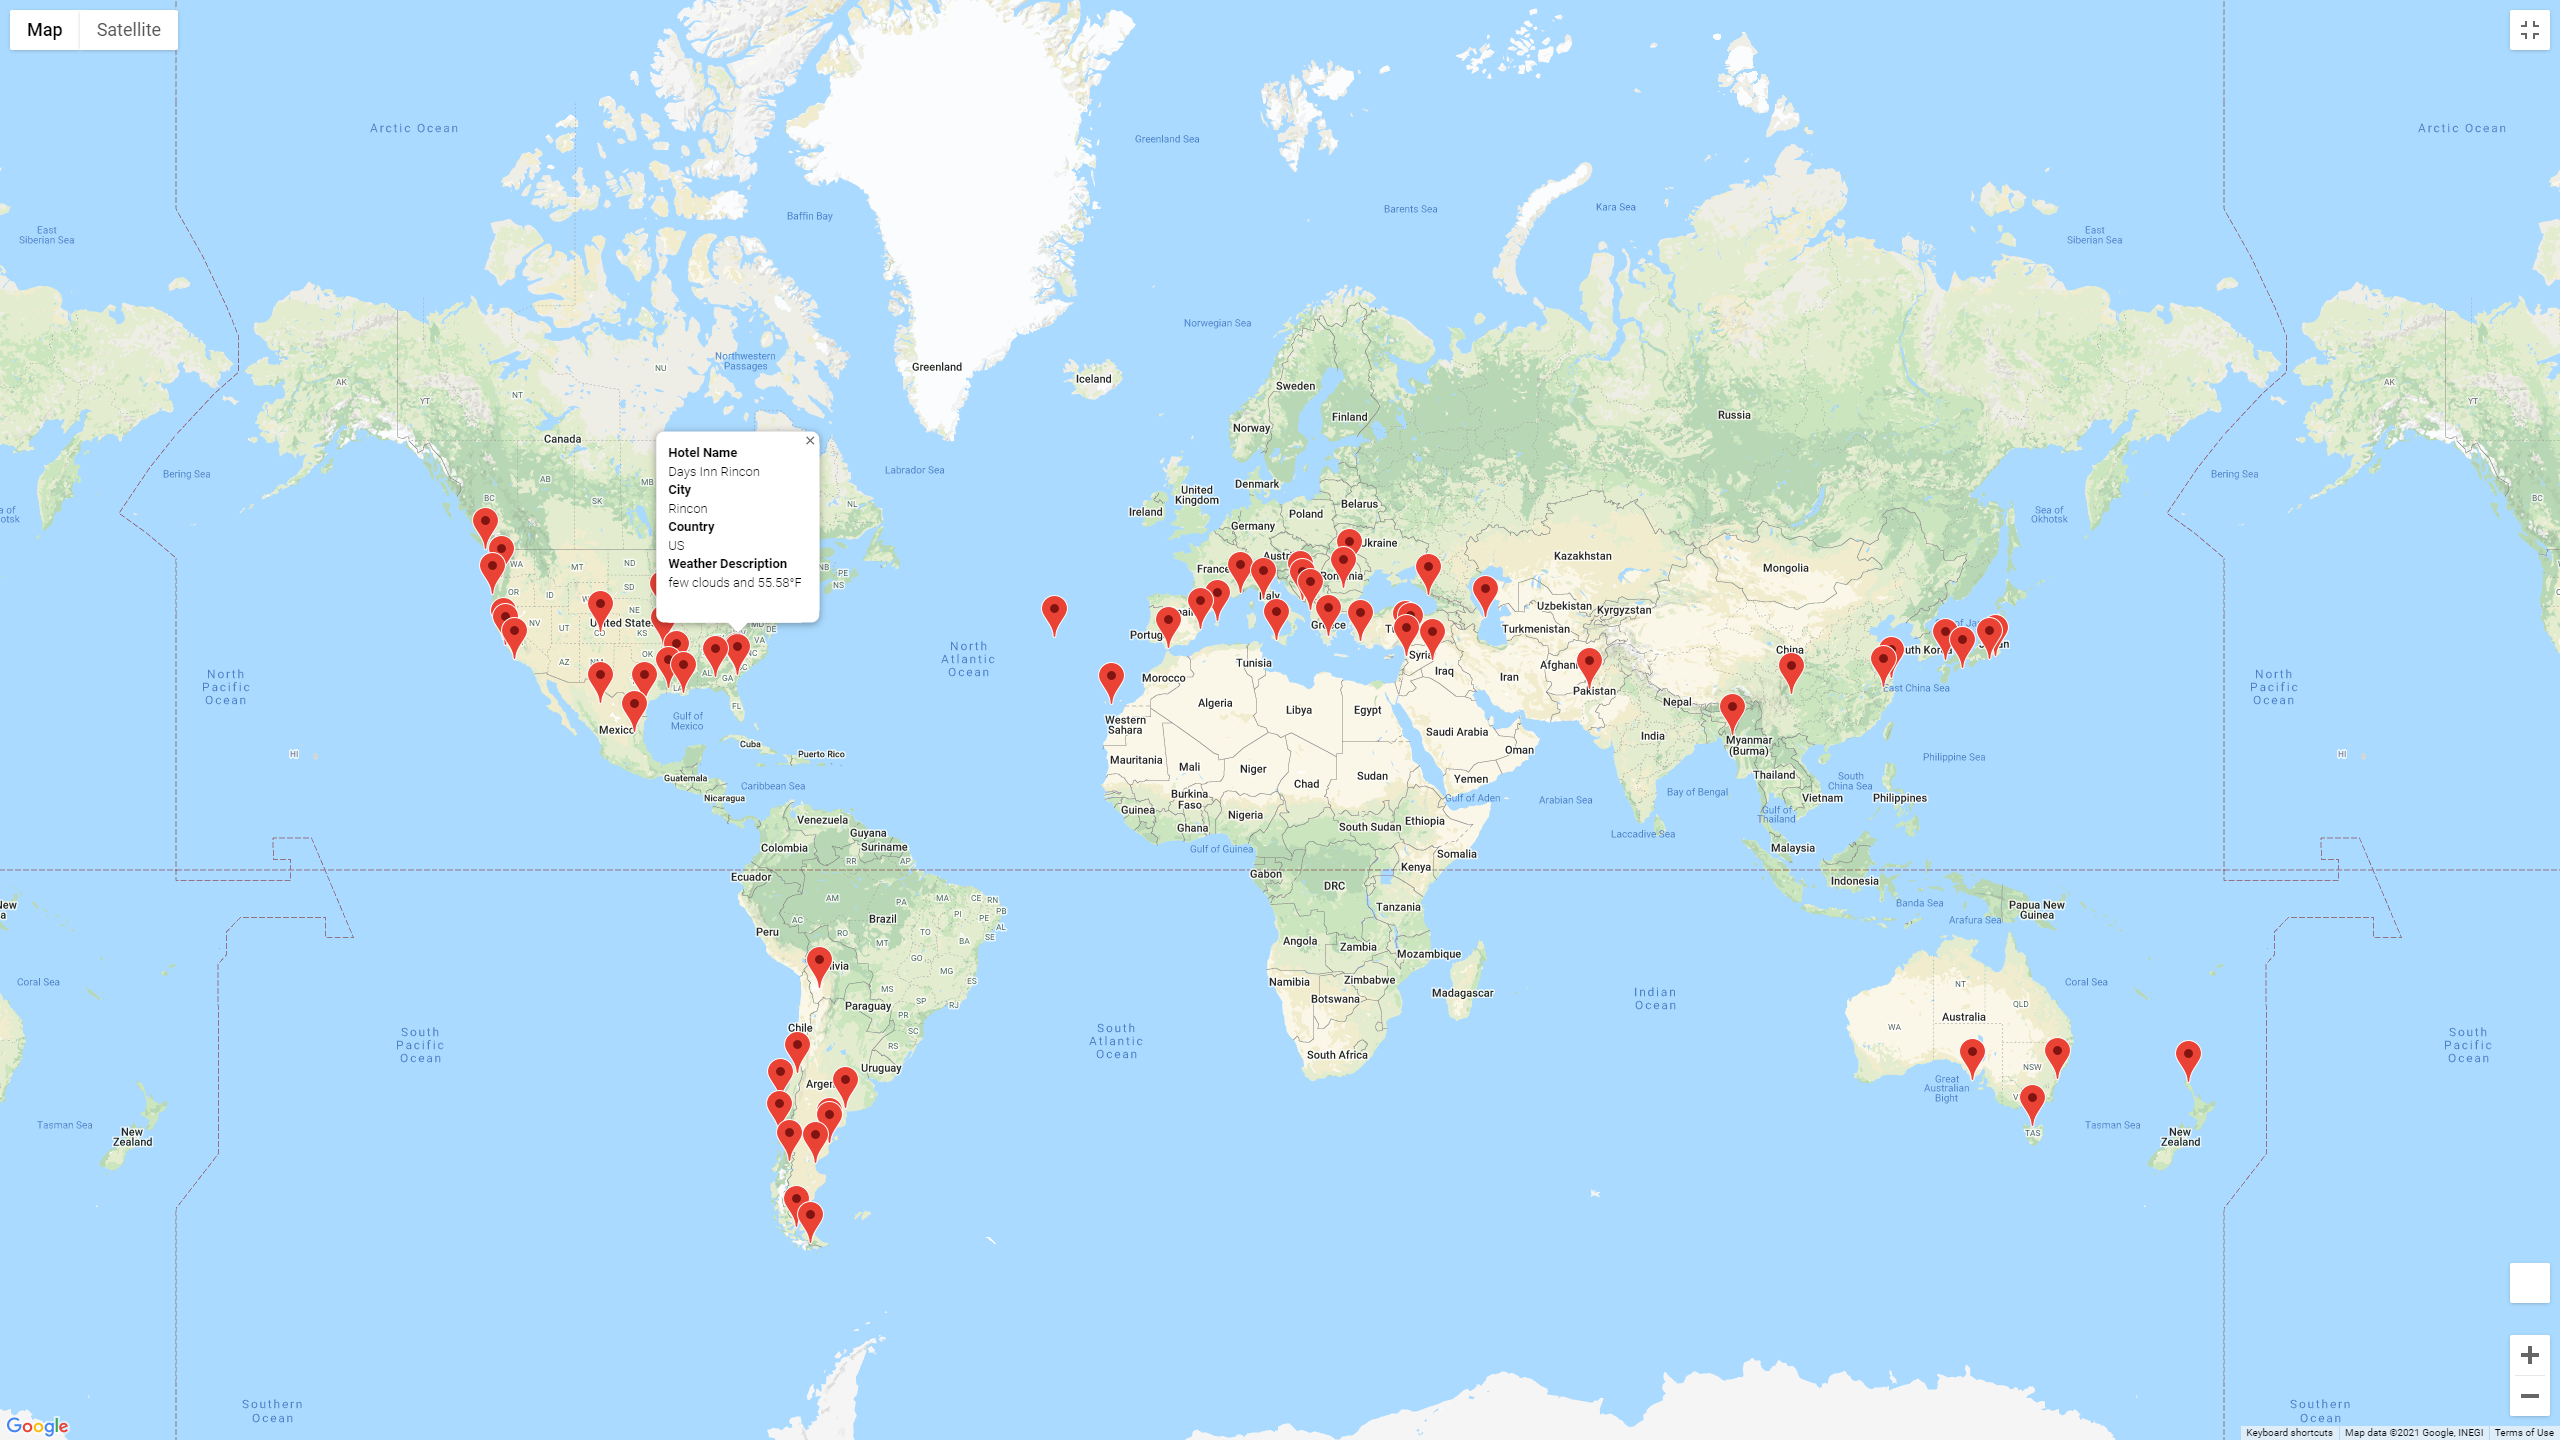 Map
Satellite
Arctic Ocean
Arctic Ocean
Greenland Sea
Baffin Bay
Barents Sea
Kara Sea
East
Siberian Sea
East
Siberian Sea
Norwegian Sea
Northwestern
Passages
NU
Greenland
Iceland
AK
YT
NT
AK
YT
Sweden
Finland
Norway
Russia
Canada
Hotel Name
Days Inn Rincon
City
Rincon
Country
US
Weather Description
few clouds and 55.58°F
Bering Sea
Bering Sea
Labrador Sea
BC
AB
SK
MB
NL
BC
United
Kingdom
Ireland
Denmark
Belarus
Poland
Germany
Sea of
Okhotsk
Ukraine
Kazakhstan
Mongolia
France
Italy
WA
MT
ND
NB
PE
NS
OR
ID
SD
NE
NV
UT
CO
KS
United States
MD
DE
VA
NC
OK
AZ
NM
AL
GA
LA
FL
Uzbekistan
Kyrgyzstan
Turkmenistan
China
Syria
Iraq
Iran
Pakistan
Nepal
India
East China Sea
North
Pacific
Ocean
North
Atlantic
Ocean
North
Pacific
Ocean
Tunisia
Morocco
Algeria
Libya
Egypt
Western
Sahara
Saudi Arabia
Oman
Yemen
Mauritania
Mali
Niger
Chad
Sudan
Gulf of
Mexico
Mexico
Cuba
Puerto Rico
Guatemala
Caribbean Sea
Nicaragua
HI
HI
Myanmar
(Burma)
Thailand
Vietnam
Philippines
Philippine Sea
South
China Sea
Gulf of
Thailand
Bay of Bengal
Arabian Sea
Gulf of Aden
Laccadive Sea
Burkina
Faso
Guinea
Ghana
Nigeria
Gulf of Guinea
South Sudan
Ethiopia
Somalia
Kenya
Gabon
DRC
Tanzania
Angola
Zambia
Mozambique
Namibia
Zimbabwe
Botswana
Madagascar
South Africa
Malaysia
Indonesia
Banda Sea
Arafura Sea
Papua New
Guinea
Coral Sea
Coral Sea
Venezuela
Guyana
Suriname
Colombia
Ecuador
RR
AP
AM
PA
MA
CE
RN
PB
PI
PE
AL
SE
AC
RO
TO
BA
MT
GO
MG
ES
MS
SP
RJ
PR
SC
RS
Brazil
Peru
Paraguay
Chile
Uruguay
South
Pacific
Ocean
South
Atlantic
Ocean
Indian
Ocean
South
Pacific
Ocean
NT
QLD
WA
Australia
NSW
TAS
Great
Australian
Bight
Tasman Sea
Tasman Sea
New
Zealand
New
Zealand
Southern
Ocean
Southern
Ocean
Google
Keyboard shortcuts
Map data ©2021 Google, INEGI
Terms of Use